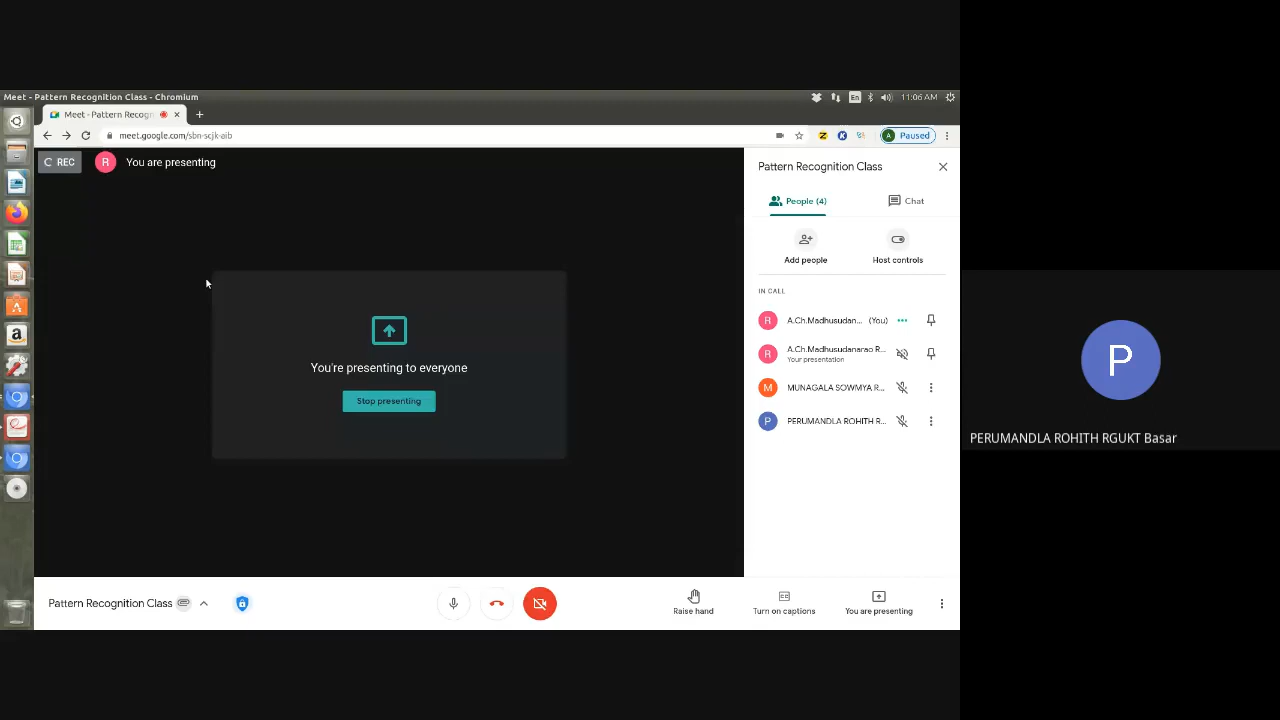 Meet - Pattern Recognition Class - Chromium
En
11:06 AM
Meet - Pattern Recogn
meet.google.com/sbn-scjk-aib
A
Paused
REC
R
You are presenting
Pattern Recognition Class
People (4)
Chat
Add people
Host controls
IN CALL
R
A.Ch.Madhusudan... (You)
R
A.Ch.Madhusudanarao R...
Your presentation
M
MUNAGALA SOWMYA R...
P
PERUMANDLA ROHITH R...
You're presenting to everyone
Stop presenting
P
PERUMANDLA ROHITH RGUKT Basar
Pattern Recognition Class
Raise hand
Turn on captions
You are presenting